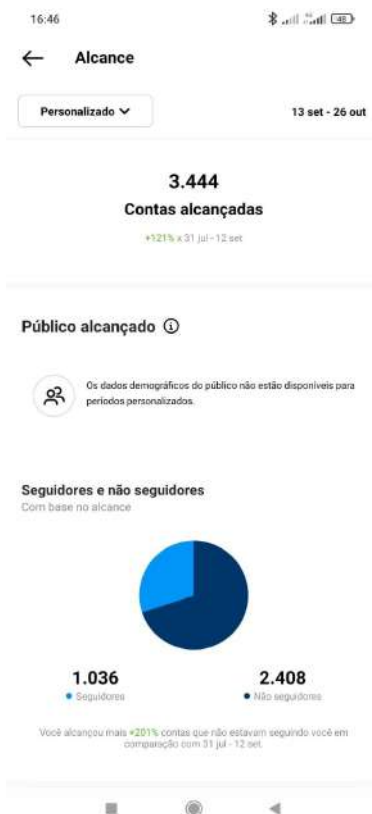 16:46
48
Alcance
Personalizado
13 set - 26 out
3.444
Contas alcançadas
+121% x 31 jul - 12 set
Público alcançado
Os dados demográficos do público não estão disponíveis para
períodos personalizados.
Seguidores e não seguidores
Com base no alcance
1.036
2.408
Seguidores
Não seguidores
Você alcançou mais +201% contas que não estavam seguindo você em
comparação com 31 jul - 12 set.